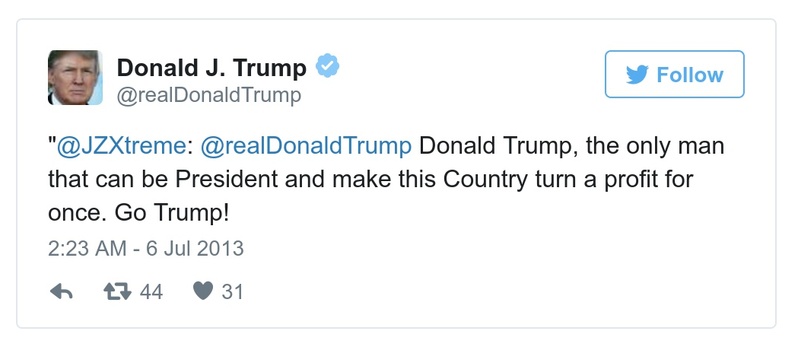 Donald J. Trump
@realDonaldTrump
Follow
"@JZXtreme: @realDonaldTrump Donald Trump, the only man
that can be President and make this Country turn a profit for
once. Go Trump!
2:23 AM - 6 Jul 2013
44 31